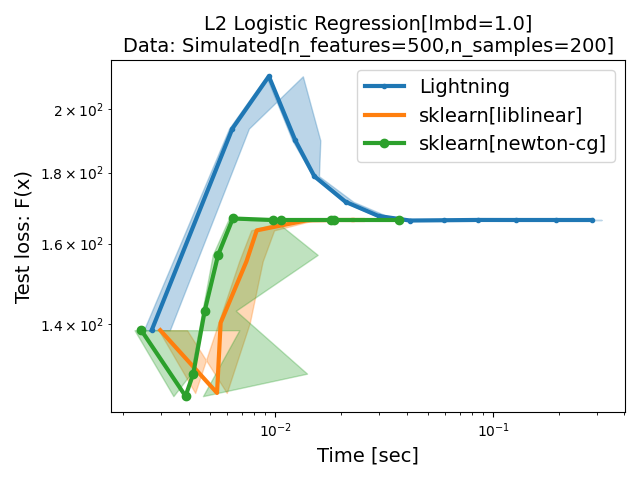 L2 Logistic Regression[lmbd=1.0]
Data: Simulated[n_features=500,n_samples=200]
Test loss: F(x)
2 × 10²
1.8 × 10²
1.6 × 10²
1.4 × 10²
Lightning
sklearn[liblinear]
sklearn[newton-cg]
10⁻²
10⁻¹
Time [sec]